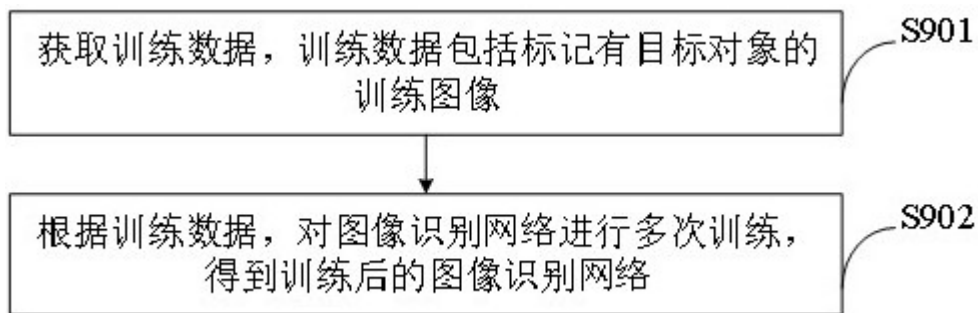 获取训练数据，训练数据包括标记有目标对象的
训练图像
S901
根据训练数据，对图像识别网络进行多次训练，
得到训练后的图像识别网络
S902